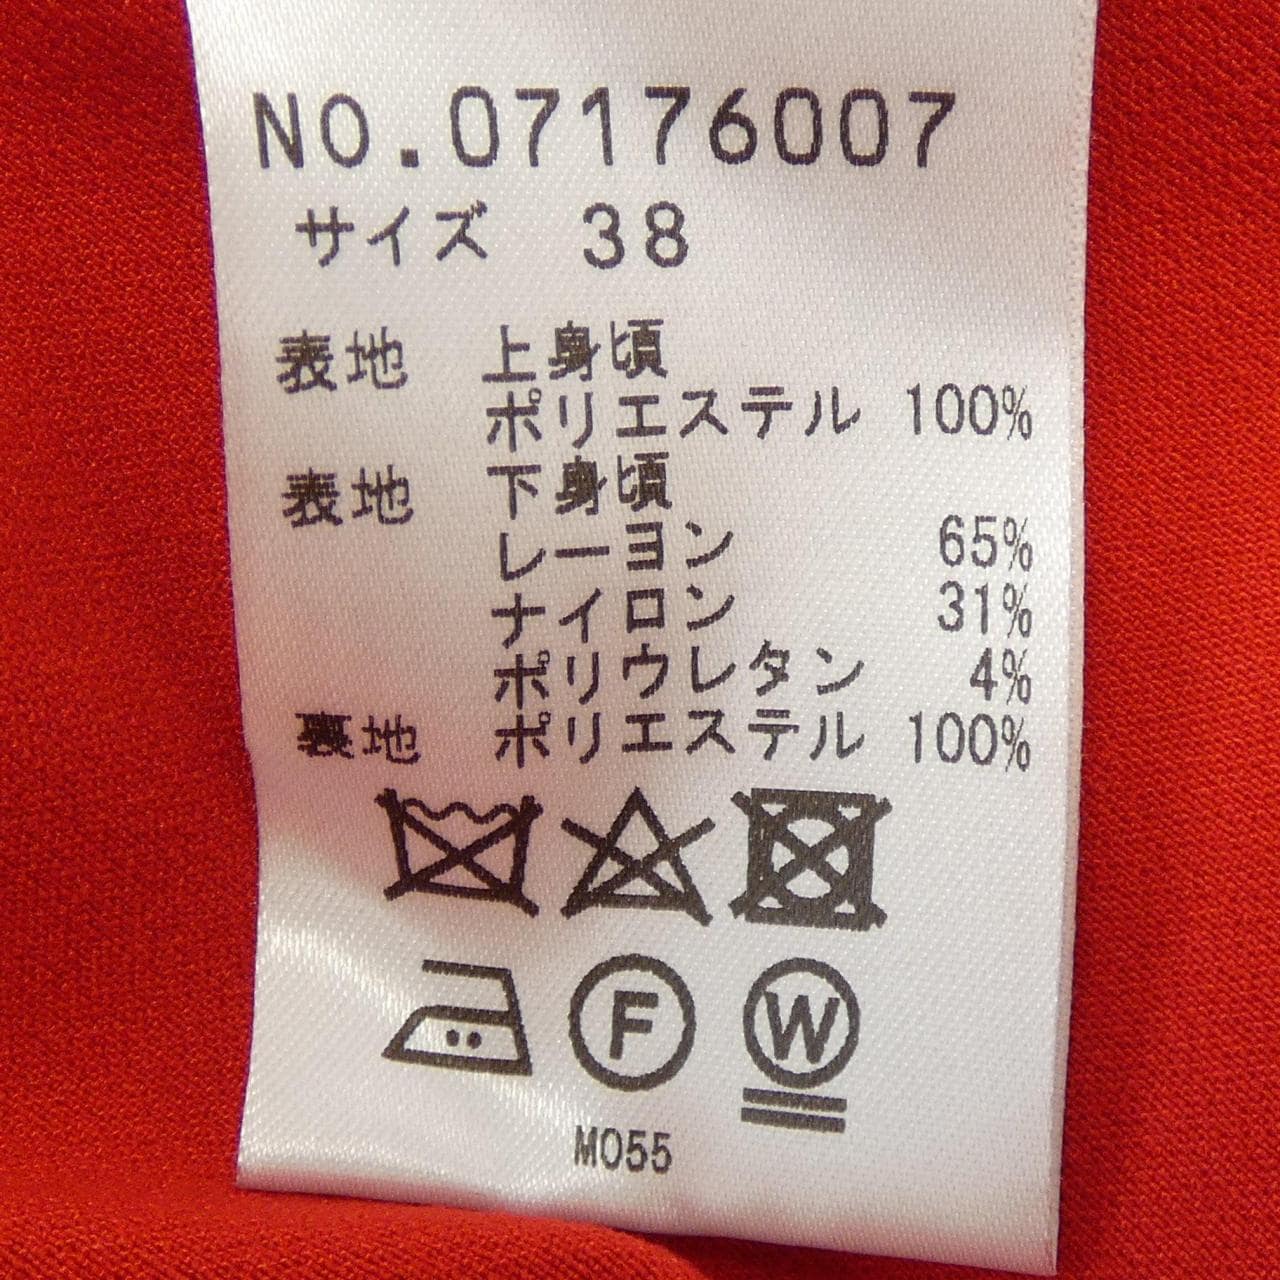 NO.07176007
サイズ 38
表地 上身頃
ポリエステル 100%
表地 下身頃
レーヨン 65%
ナイロン 31%
ポリウレタン 4%
裏地 ポリエステル 100%
F W
M055